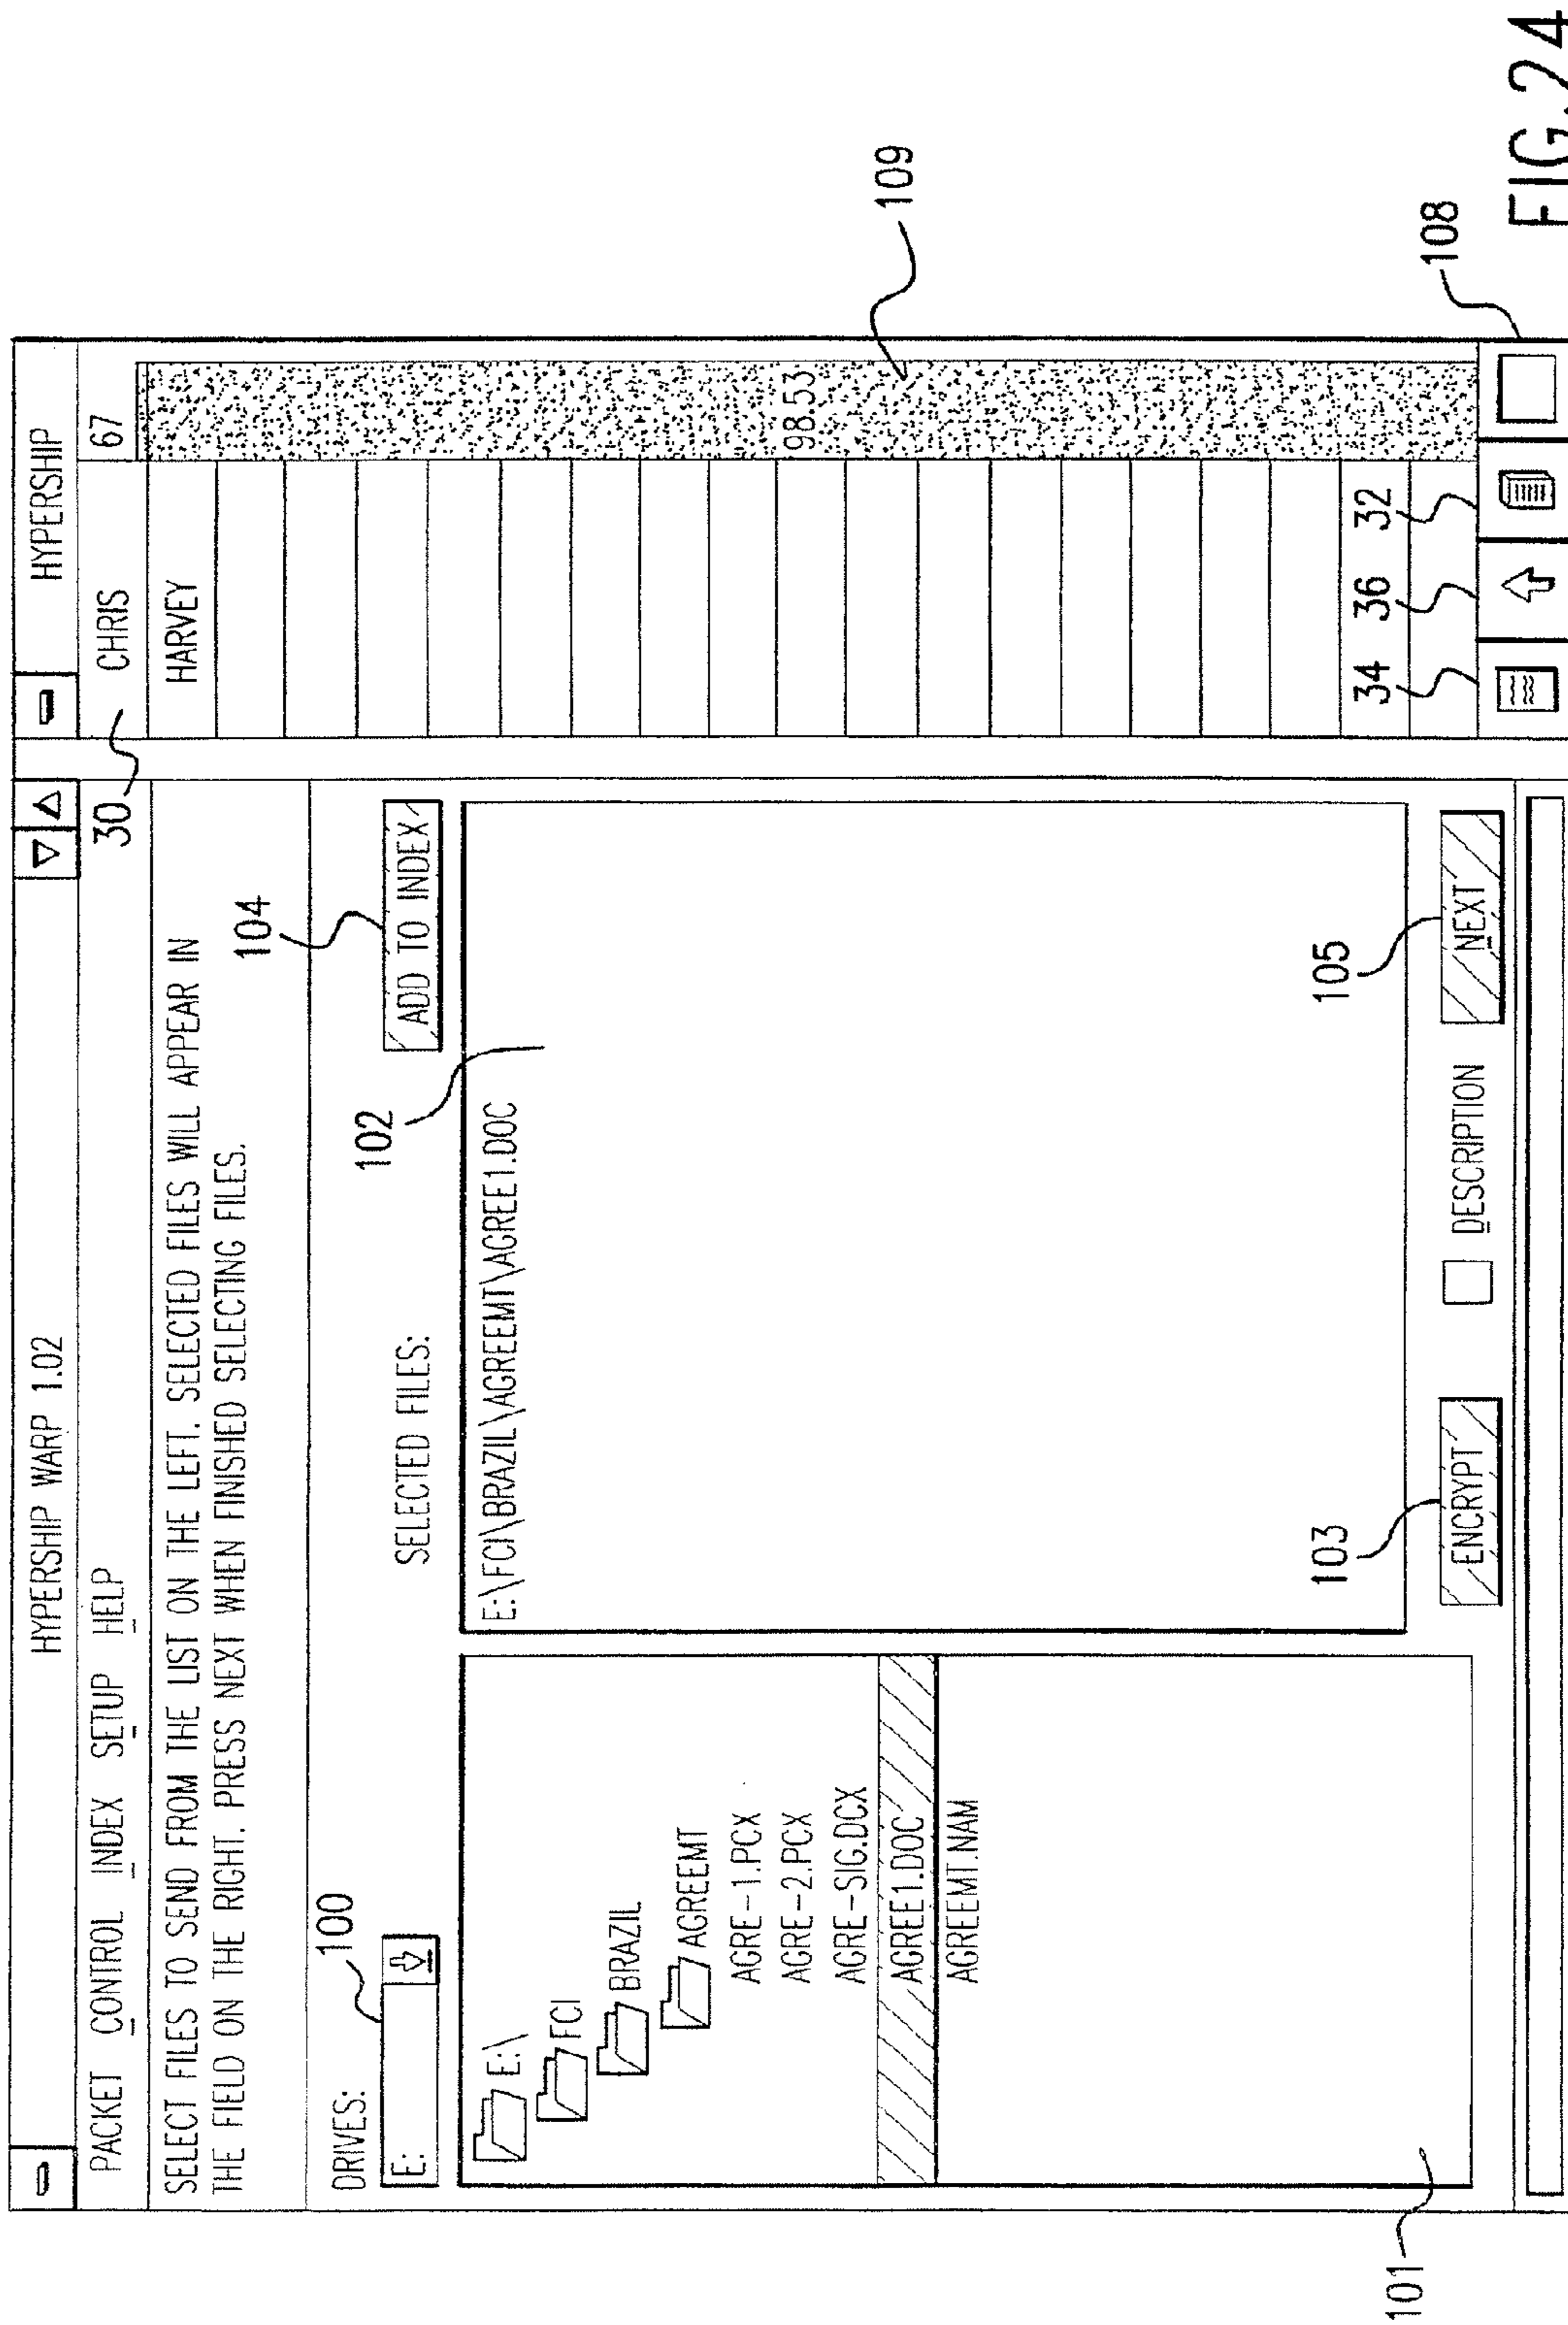 HYPERSHIP WARP 1.02
PACKET CONTROL INDEX SETUP HELP
SELECT FILES TO SEND FROM THE LIST ON THE LEFT. SELECTED FILES WILL APPEAR IN
THE FIELD ON THE RIGHT. PRESS NEXT WHEN FINISHED SELECTING FILES.
DRIVES:
100
E:
SELECTED FILES:
104
ADD TO INDEX
102
E:\
FCI
BRAZIL
AGREEMT
AGRE-1.PCX
AGRE-2.PCX
AGRE-SIG.DCX
AGREE1.DOC
AGREEMT.NAM
101
E:\FCI\BRAZIL\AGREEMT\AGREE1.DOC
103
ENCRYPT
DESCRIPTION
105
NEXT
HYPERSHIP
30
CHRIS
67
HARVEY
98.53
109
34
36
32
108
FIG.24